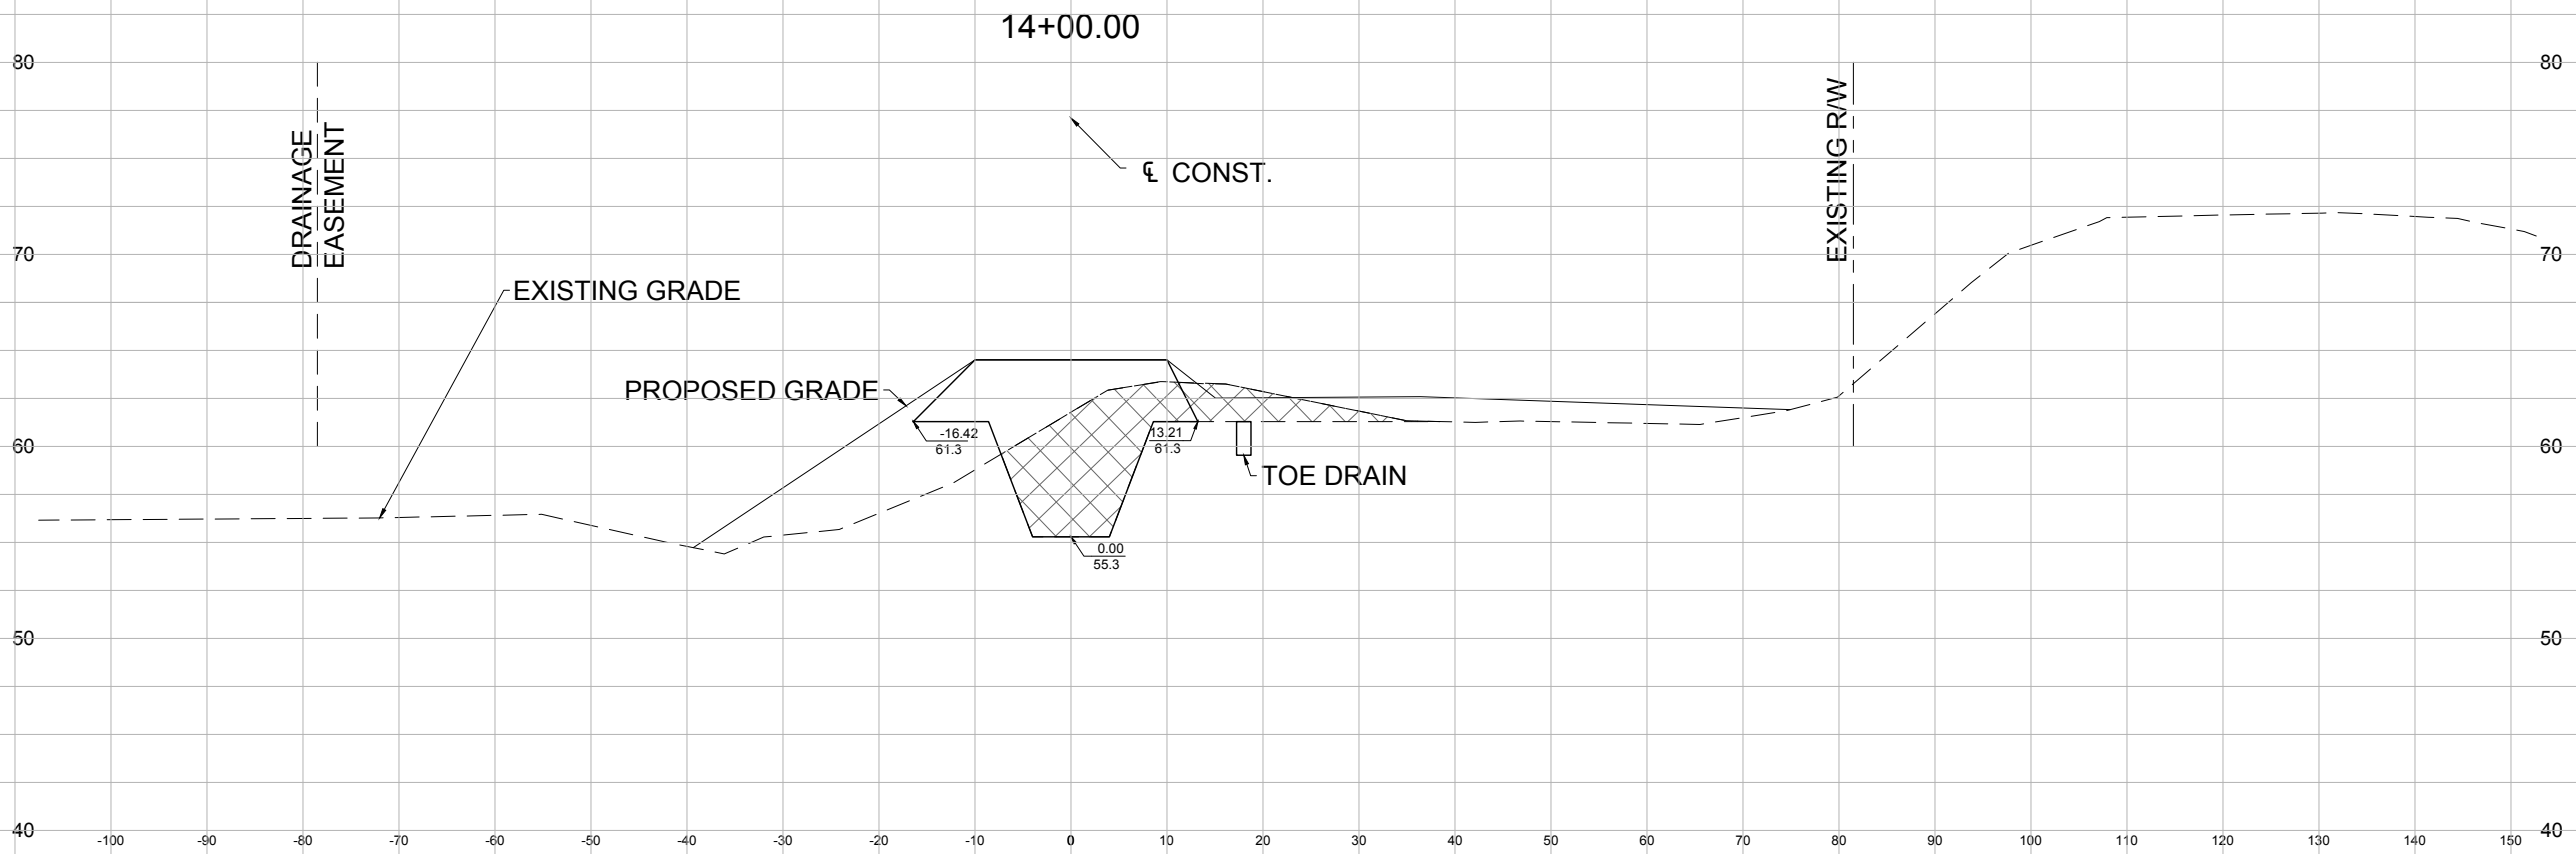 14+00.00
80
80
DRAINAGE
EASEMENT
EXISTING R/W
℄ CONST.
70
70
EXISTING GRADE
PROPOSED GRADE
-16.42
61.3
13.21
61.3
60
60
TOE DRAIN
0.00
55.3
50
50
40
-100 -90 -80 -70 -60 -50 -40 -30 -20 -10 0 10 20 30 40 50 60 70 80 90 100 110 120 130 140 150
40